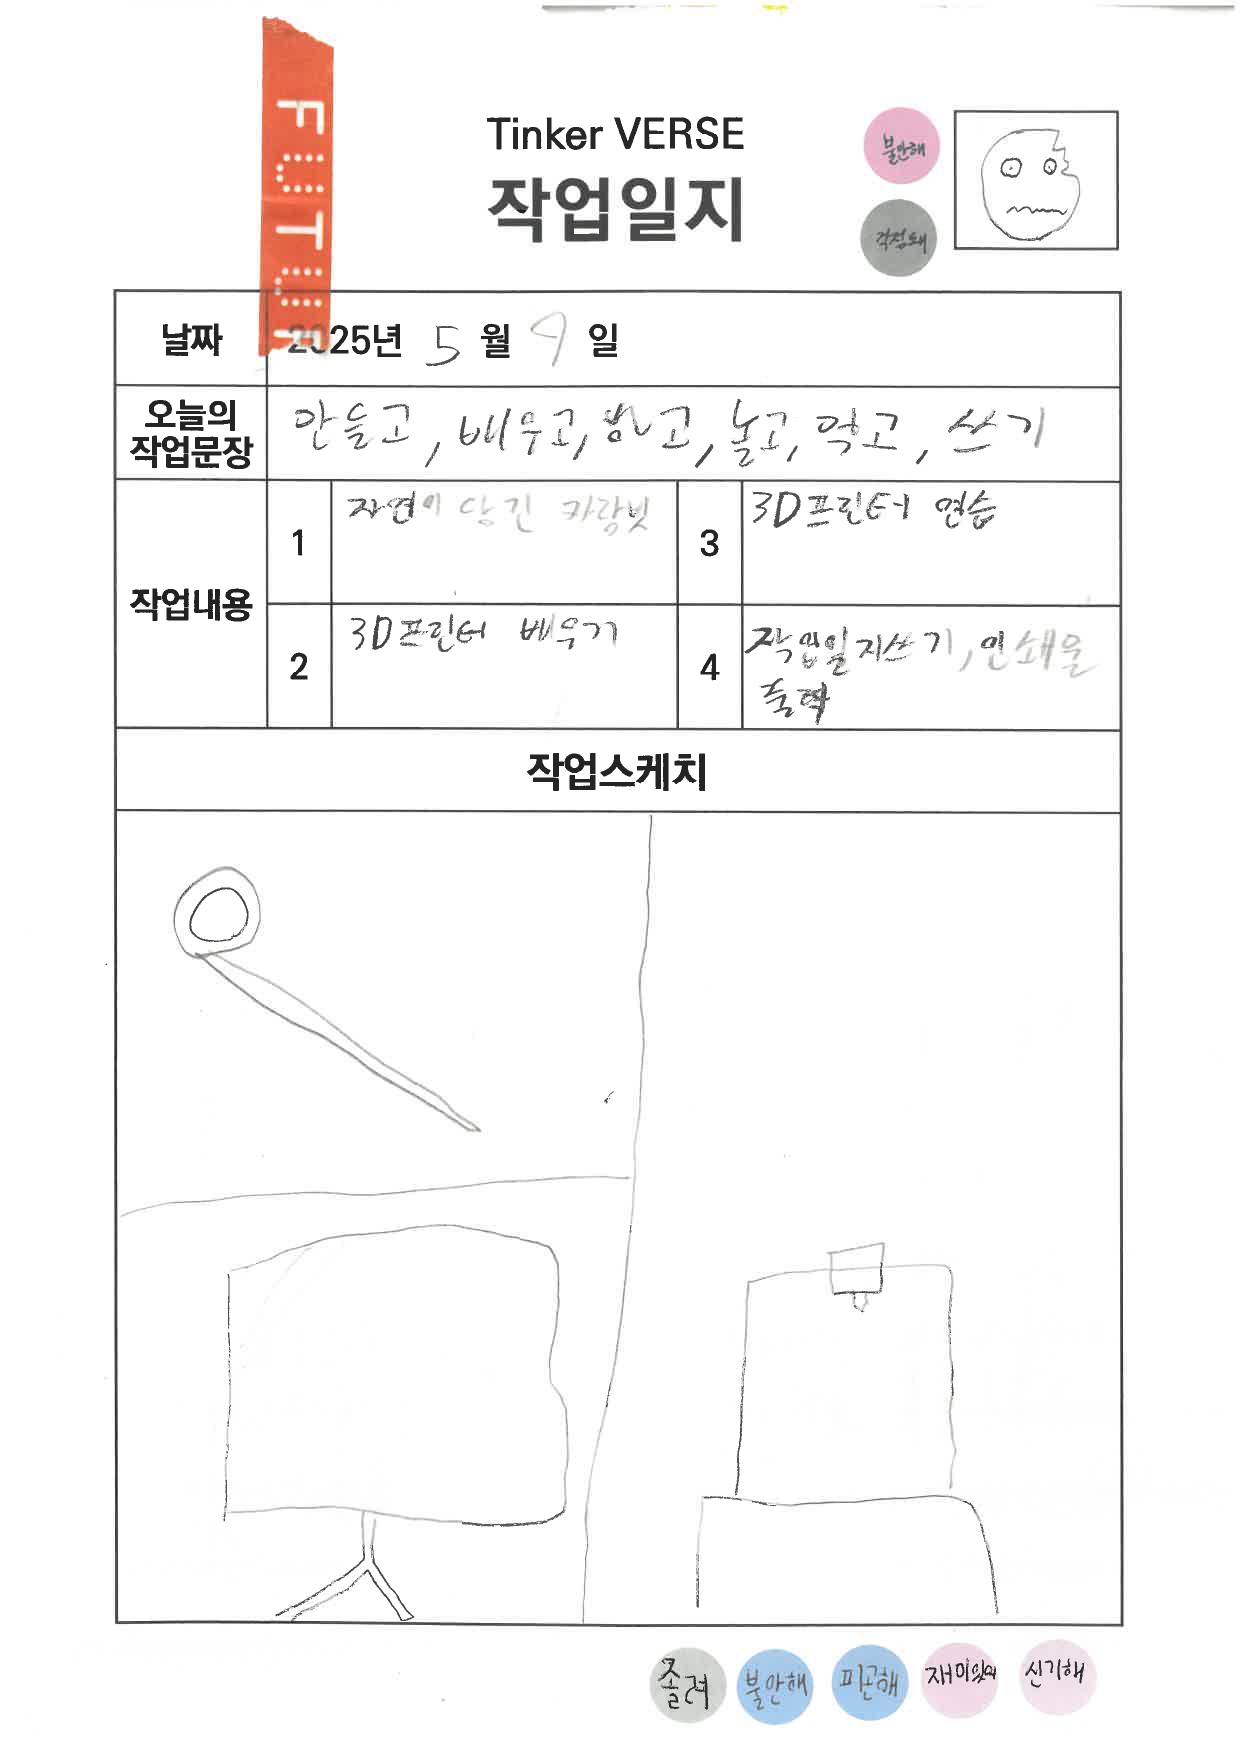 FUTUR
Tinker VERSE
작업일지
불안해
걱정돼
날짜
2025년 5월 9일
오늘의
작업문장
만들고, 배우고, 하고, 놀고, 먹고, 쓰기
작업내용
1
자연이 담긴 카람빗
3
3D프린터 연습
2
3D프린터 배우기
4
작업일지쓰기, 인쇄물
출력
작업스케치
졸려
불안해
피곤해
재미있어
신기해